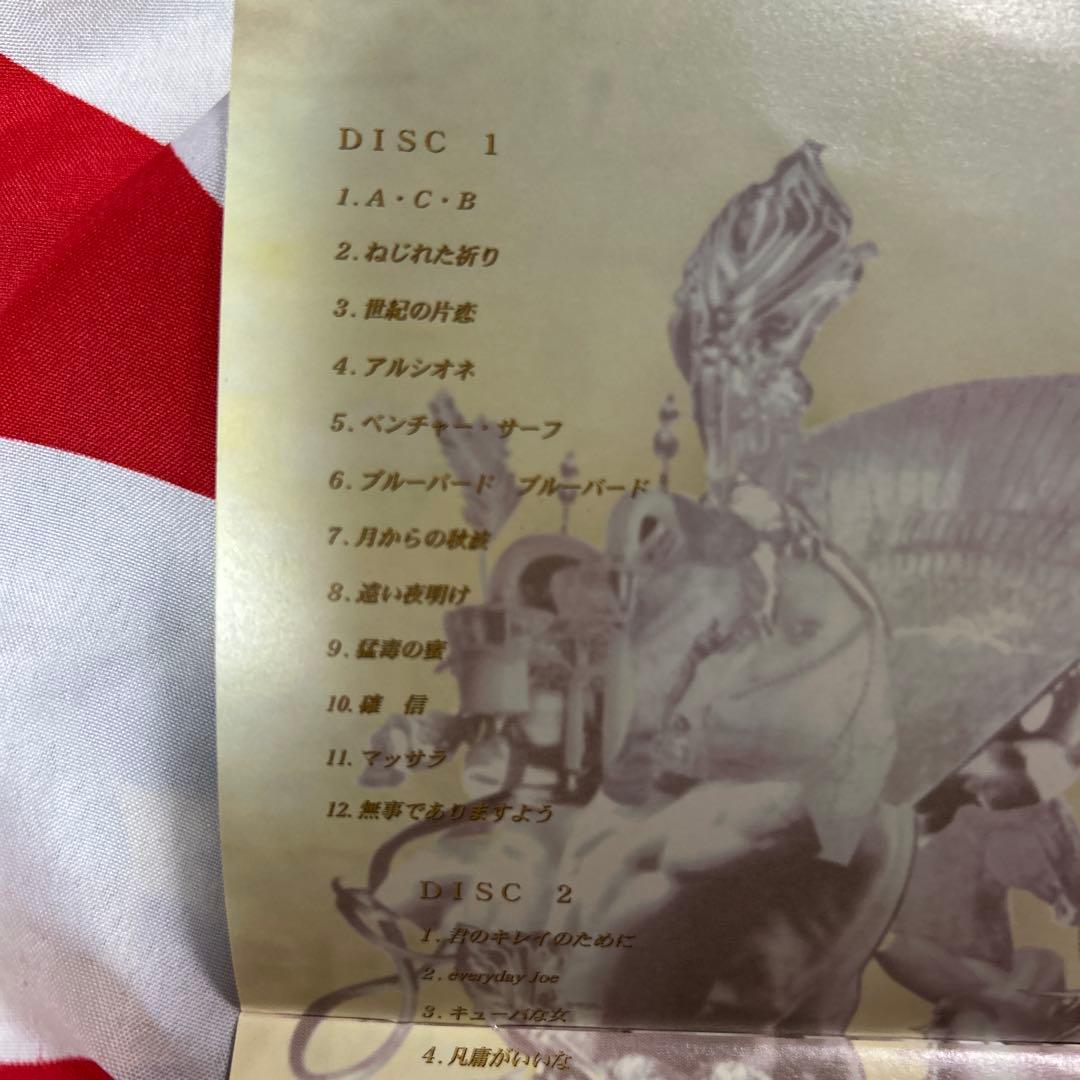 DISC 1
1. A・C・B
2. ねじれた祈り
3. 世紀の片恋
4. アルシオネ
5. ベンチャー・サーフ
6. ブルーバード ブルーバード
7. 月からの秋波
8. 遠い夜明け
9. 猛毒の蜜
10. 確 信
11. マッサラ
12. 無事でありますよう
DISC 2
1. 君のキレイのために
2. everyday Joe
3. キューバな女
4. 凡庸がいいな